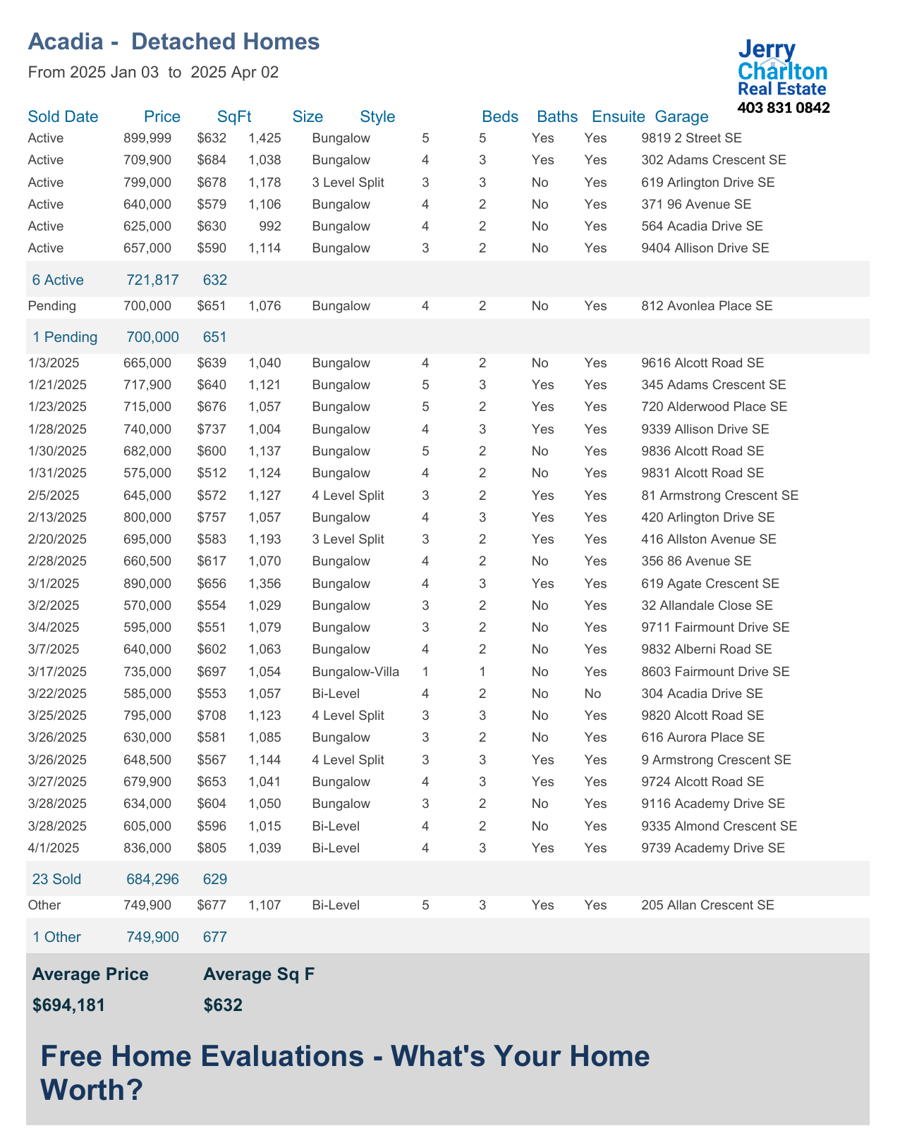 Acadia - Detached Homes
From 2025 Jan 03 to 2025 Apr 02
Jerry
Charlton
Real Estate
403 831 0842
Sold Date Price SqFt Size Style Beds Baths Ensuite Garage
Active 899,999 $632 1,425 Bungalow 5 5 Yes Yes 9819 2 Street SE
Active 709,900 $684 1,038 Bungalow 4 3 Yes Yes 302 Adams Crescent SE
Active 799,000 $678 1,178 3 Level Split 3 3 No Yes 619 Arlington Drive SE
Active 640,000 $579 1,106 Bungalow 4 2 No Yes 371 96 Avenue SE
Active 625,000 $630 992 Bungalow 4 2 No Yes 564 Acadia Drive SE
Active 657,000 $590 1,114 Bungalow 3 2 No Yes 9404 Allison Drive SE
6 Active 721,817 632
Pending 700,000 $651 1,076 Bungalow 4 2 No Yes 812 Avonlea Place SE
1 Pending 700,000 651
1/3/2025 665,000 $639 1,040 Bungalow 4 2 No Yes 9616 Alcott Road SE
1/21/2025 717,900 $640 1,121 Bungalow 5 3 Yes Yes 345 Adams Crescent SE
1/23/2025 715,000 $676 1,057 Bungalow 5 2 Yes Yes 720 Alderwood Place SE
1/28/2025 740,000 $737 1,004 Bungalow 4 3 Yes Yes 9339 Allison Drive SE
1/30/2025 682,000 $600 1,137 Bungalow 5 2 No Yes 9836 Alcott Road SE
1/31/2025 575,000 $512 1,124 Bungalow 4 2 No Yes 9831 Alcott Road SE
2/5/2025 645,000 $572 1,127 4 Level Split 3 2 Yes Yes 81 Armstrong Crescent SE
2/13/2025 800,000 $757 1,057 Bungalow 4 3 Yes Yes 420 Arlington Drive SE
2/20/2025 695,000 $583 1,193 3 Level Split 3 2 Yes Yes 416 Allston Avenue SE
2/28/2025 660,500 $617 1,070 Bungalow 4 2 No Yes 356 86 Avenue SE
3/1/2025 890,000 $656 1,356 Bungalow 4 3 Yes Yes 619 Agate Crescent SE
3/2/2025 570,000 $554 1,029 Bungalow 3 2 No Yes 32 Allandale Close SE
3/4/2025 595,000 $551 1,079 Bungalow 3 2 No Yes 9711 Fairmount Drive SE
3/7/2025 640,000 $602 1,063 Bungalow 4 2 No Yes 9832 Alberni Road SE
3/17/2025 735,000 $697 1,054 Bungalow-Villa 1 1 No Yes 8603 Fairmount Drive SE
3/22/2025 585,000 $553 1,057 Bi-Level 4 2 No No 304 Acadia Drive SE
3/25/2025 795,000 $708 1,123 4 Level Split 3 3 No Yes 9820 Alcott Road SE
3/26/2025 630,000 $581 1,085 Bungalow 3 2 No Yes 616 Aurora Place SE
3/26/2025 648,500 $567 1,144 4 Level Split 3 3 Yes Yes 9 Armstrong Crescent SE
3/27/2025 679,900 $653 1,041 Bungalow 4 3 Yes Yes 9724 Alcott Road SE
3/28/2025 634,000 $604 1,050 Bungalow 3 2 No Yes 9116 Academy Drive SE
3/28/2025 605,000 $596 1,015 Bi-Level 4 2 No Yes 9335 Almond Crescent SE
4/1/2025 836,000 $805 1,039 Bi-Level 4 3 Yes Yes 9739 Academy Drive SE
23 Sold 684,296 629
Other 749,900 $677 1,107 Bi-Level 5 3 Yes Yes 205 Allan Crescent SE
1 Other 749,900 677
Average Price Average Sq F
$694,181 $632
Free Home Evaluations - What's Your Home
Worth?